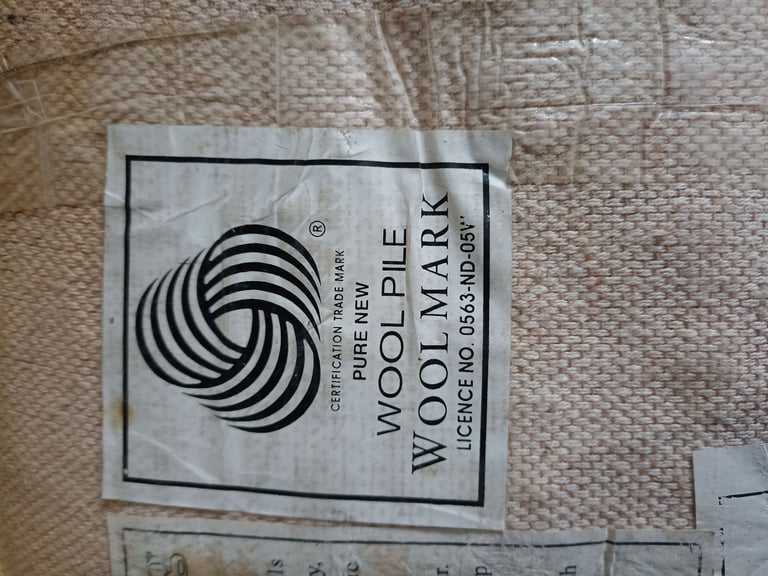 ®
CERTIFICATION TRADE MARK
PURE NEW
WOOL PILE
WOOLMARK
LICENCE NO. 0563-ND-05V"